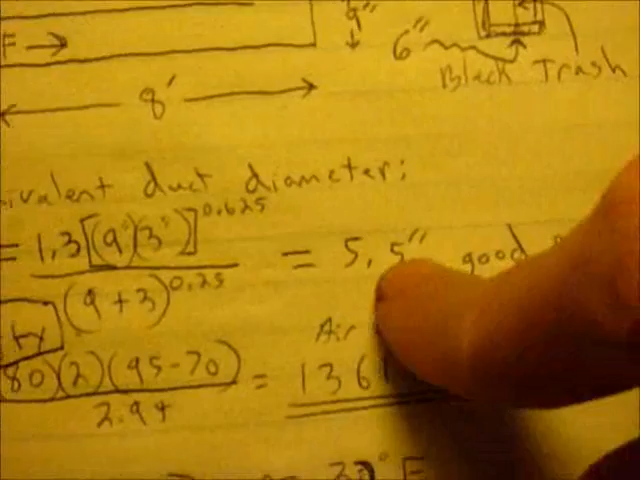 F → 9" 6"
Black Trash
8'
ivalent duct diameter:
= 1.3[(9")(3")]^0.625 = 5.5" good
(9+3)^0.25
Air
80)(2)(95-70) = 136
2.94
30°F